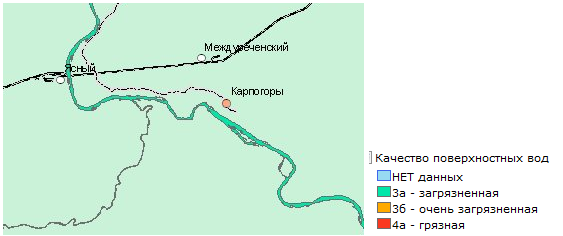 Междуреченский
Ясный
Карпогоры
Качество поверхностных вод
НЕТ данных
3а - загрязненная
3б - очень загрязненная
4а - грязная